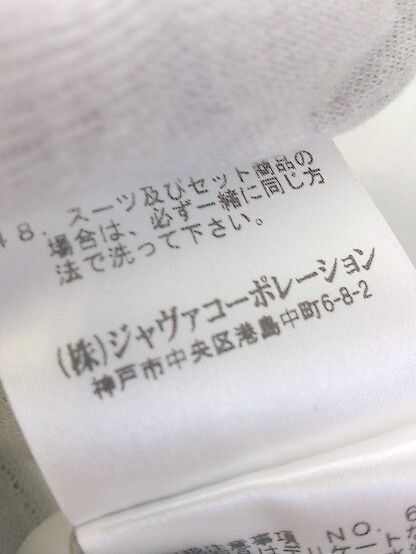 18. スーツ及びセット商品の
場合は、必ず一緒に同じ方
法で洗って下さい。
(株)ジャヴァコーポレーション
神戸市中央区港島中町6-8-2
NO. 6